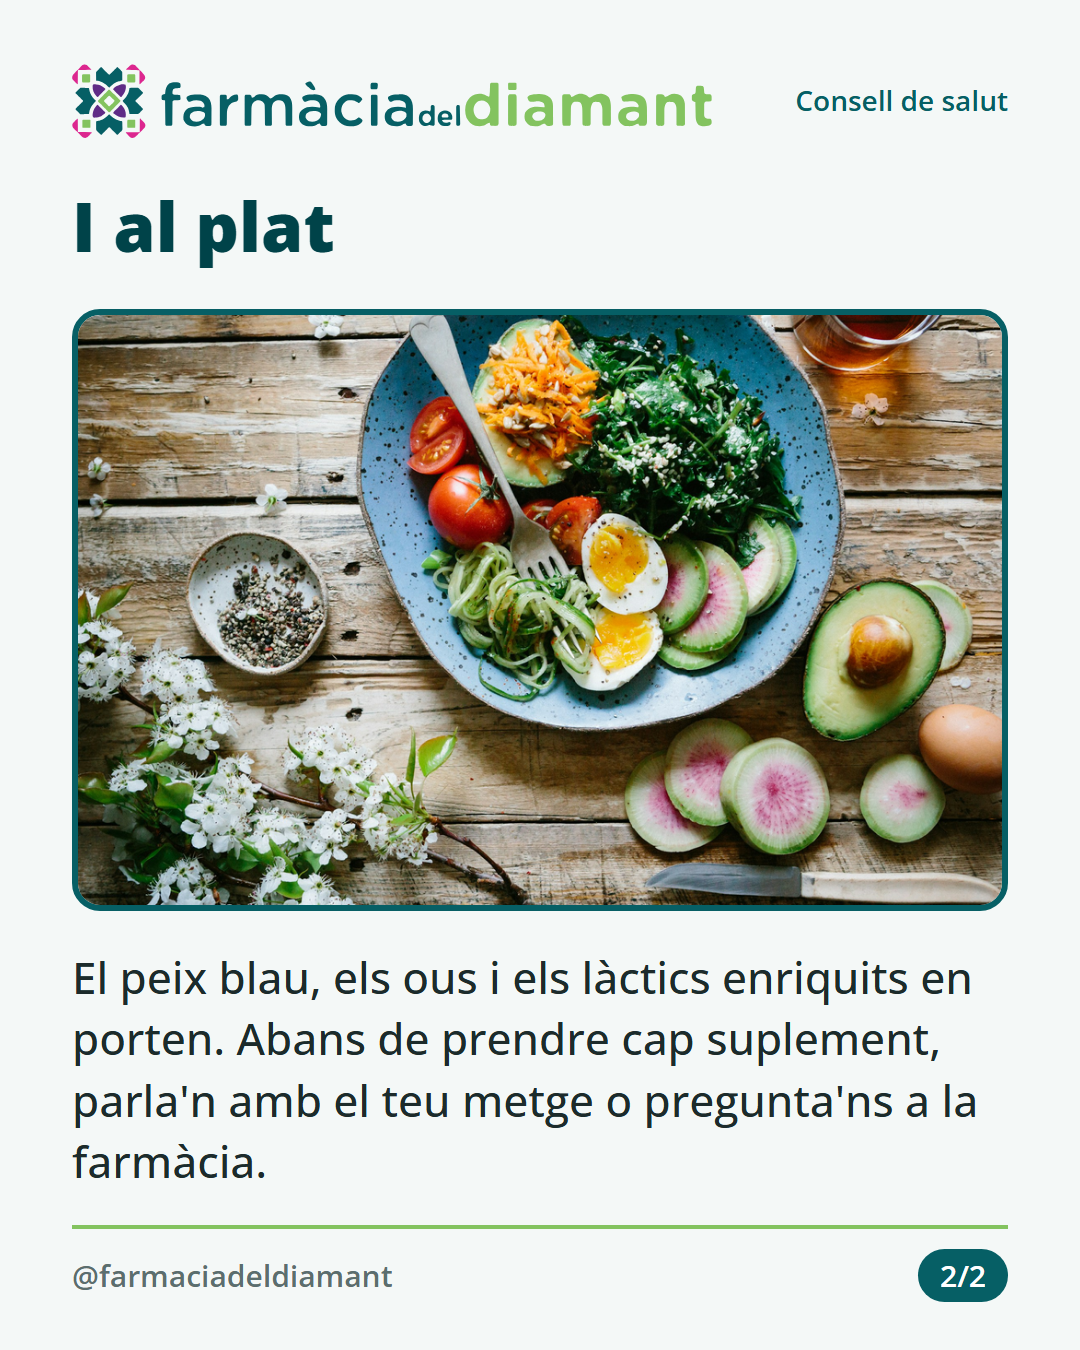 farmàciadeldiamant
Consell de salut
I al plat
El peix blau, els ous i els làctics enriquits en
porten. Abans de prendre cap suplement,
parla'n amb el teu metge o pregunta'ns a la
farmàcia.
@farmaciadeldiamant
2/2